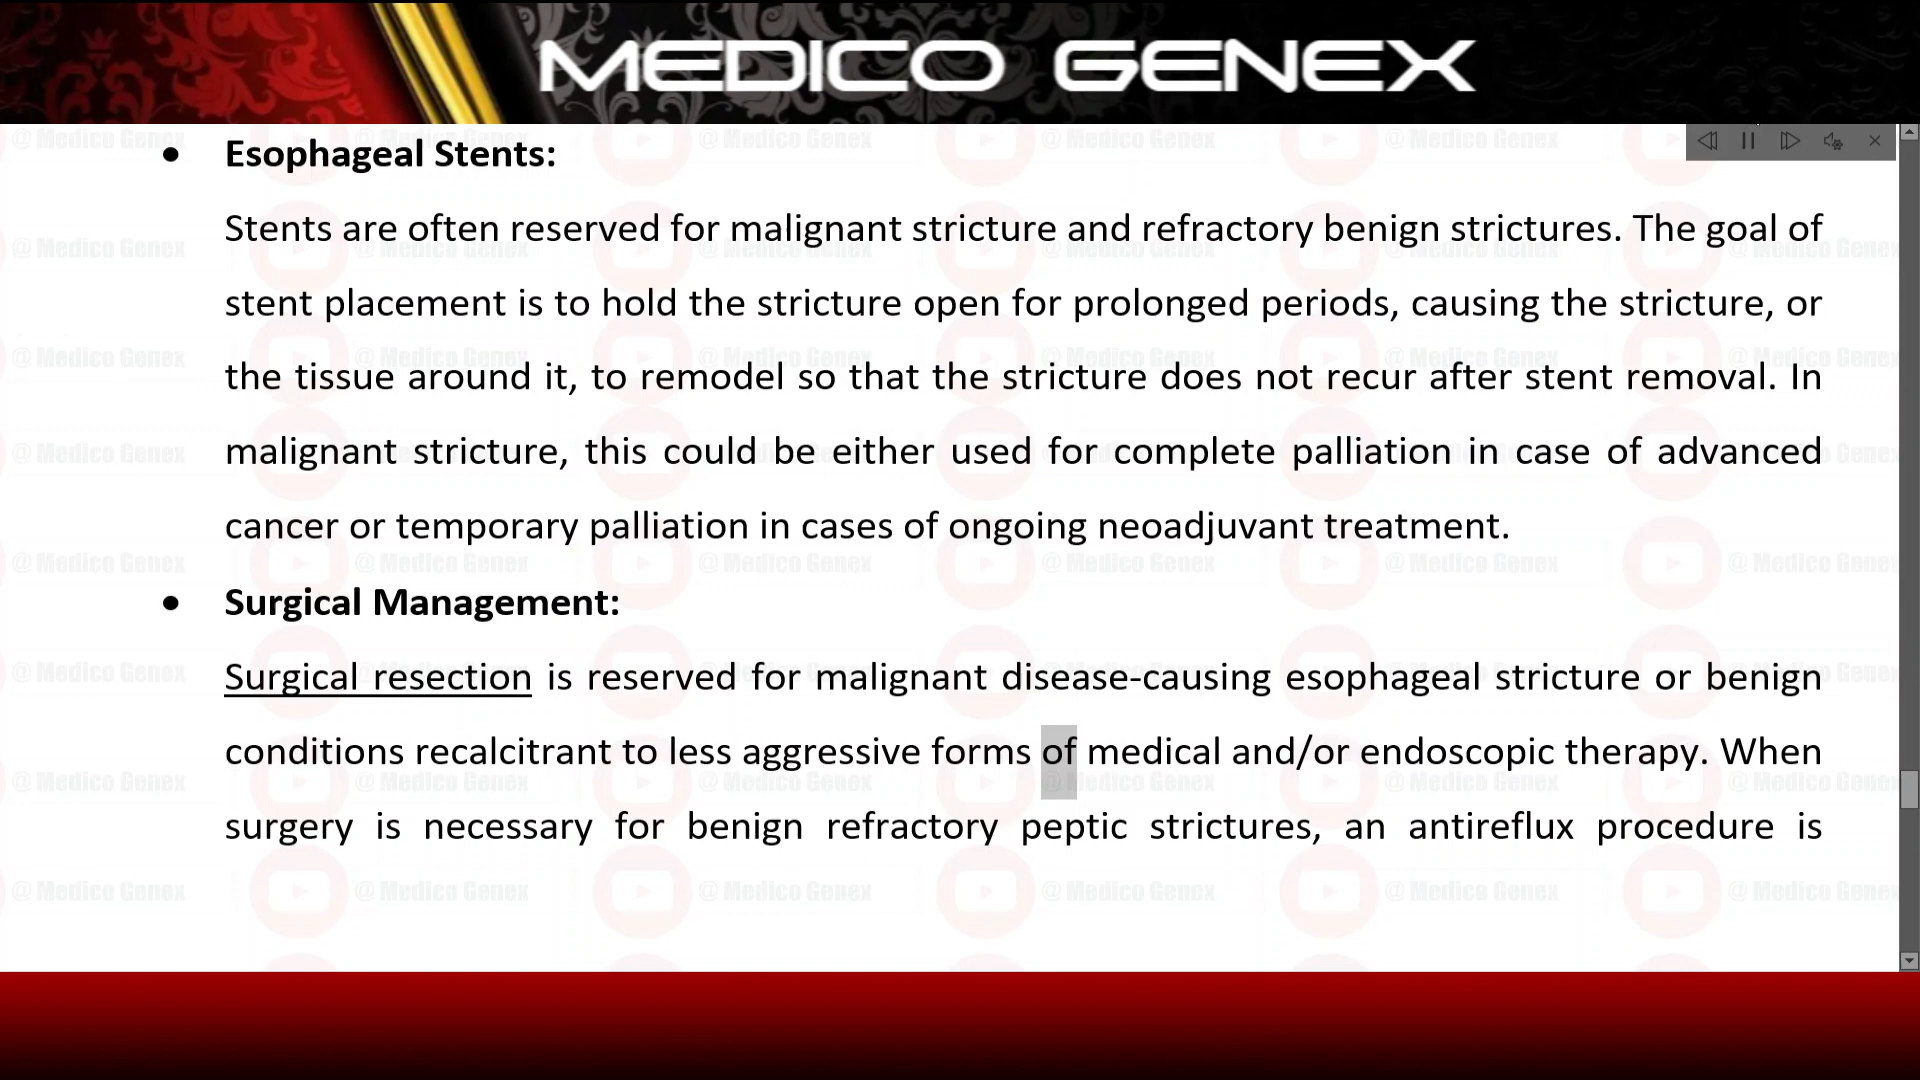 MEDICO GENEX
• Esophageal Stents:
Stents are often reserved for malignant stricture and refractory benign strictures. The goal of
stent placement is to hold the stricture open for prolonged periods, causing the stricture, or
the tissue around it, to remodel so that the stricture does not recur after stent removal. In
malignant stricture, this could be either used for complete palliation in case of advanced
cancer or temporary palliation in cases of ongoing neoadjuvant treatment.
• Surgical Management:
Surgical resection is reserved for malignant disease-causing esophageal stricture or benign
conditions recalcitrant to less aggressive forms of medical and/or endoscopic therapy. When
surgery is necessary for benign refractory peptic strictures, an antireflux procedure is
@ Medico Genex